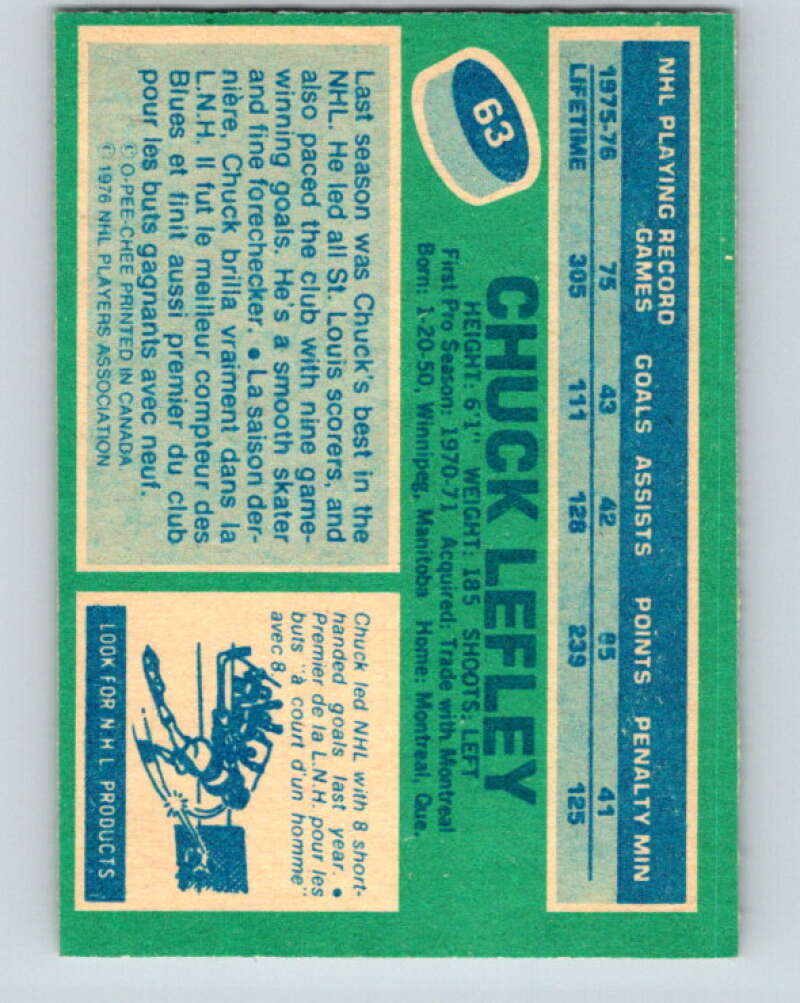 NHL PLAYING RECORD
GAMES GOALS ASSISTS POINTS PENALTY MIN
1975-76 75 43 42 85 41
LIFETIME 305 111 128 239 125
63
CHUCK LEFLEY
HEIGHT: 6'1" WEIGHT: 185 SHOOTS: LEFT
First Pro Season: 1970-71 Acquired: Trade with Montreal
Born: 1-20-50, Winnipeg, Manitoba Home: Montreal, Que.
Last season was Chuck's best in the
NHL. He led all St. Louis scorers, and
also paced the club with nine game-
winning goals. He's a smooth skater
and fine forechecker. • La saison der-
nière, Chuck brilla vraiment dans la
L.N.H. Il fut le meilleur compteur des
Blues et finit aussi premier du club
pour les buts gagnants avec neuf.
© O-PEE-CHEE PRINTED IN CANADA
© 1976 NHL PLAYERS ASSOCIATION
Chuck led NHL with 8 short-
handed goals last year. •
Premier de la L.N.H. pour les
buts "à court d'un homme"
avec 8.
LOOK FOR N.H.L PRODUCTS